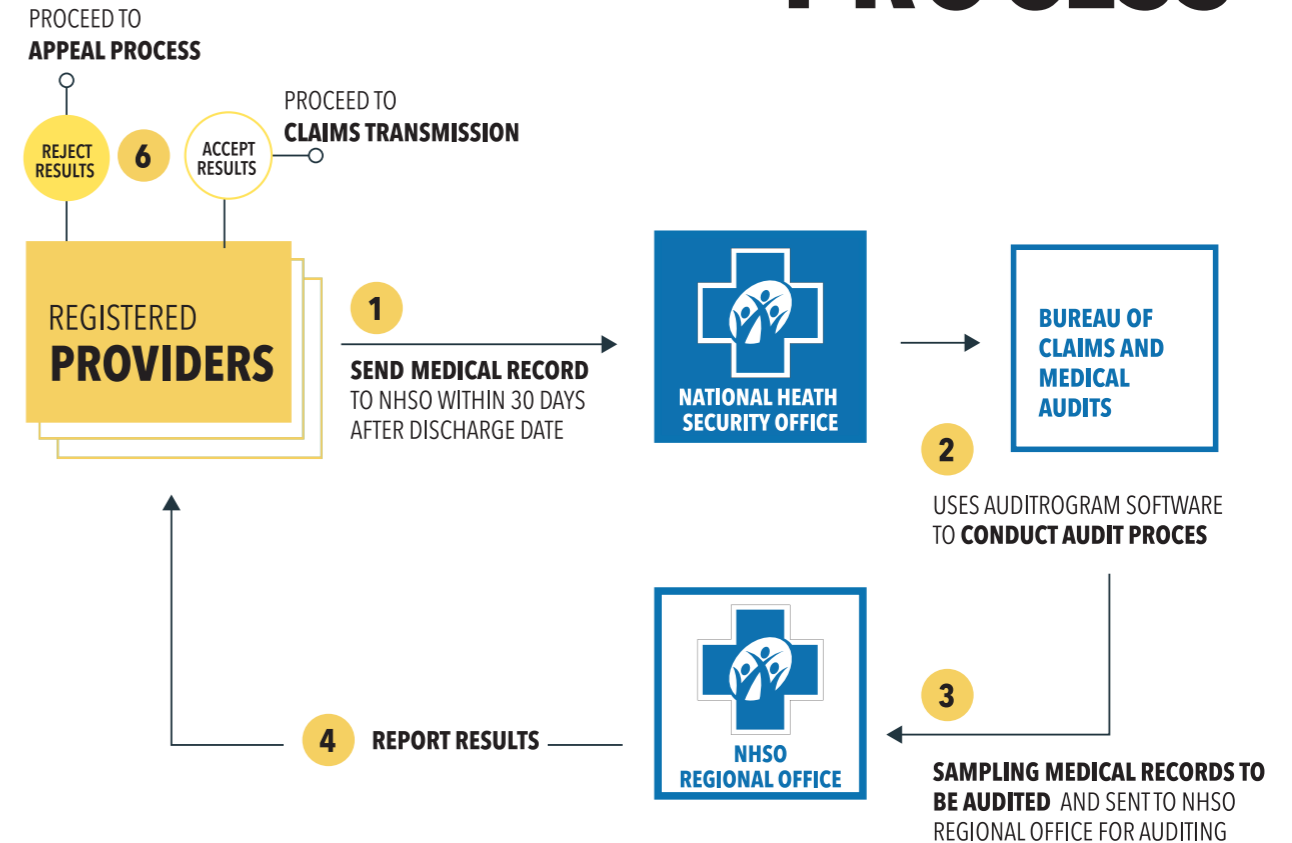 PROCESS
PROCEED TO
APPEAL PROCESS
PROCEED TO
CLAIMS TRANSMISSION
REJECT
RESULTS
6
ACCEPT
RESULTS
REGISTERED
PROVIDERS
1
SEND MEDICAL RECORD
TO NHSO WITHIN 30 DAYS
AFTER DISCHARGE DATE
NATIONAL HEATH
SECURITY OFFICE
BUREAU OF
CLAIMS AND
MEDICAL
AUDITS
2
USES AUDITROGRAM SOFTWARE
TO CONDUCT AUDIT PROCES
3
SAMPLING MEDICAL RECORDS TO
BE AUDITED AND SENT TO NHSO
REGIONAL OFFICE FOR AUDITING
NHSO
REGIONAL OFFICE
4
REPORT RESULTS